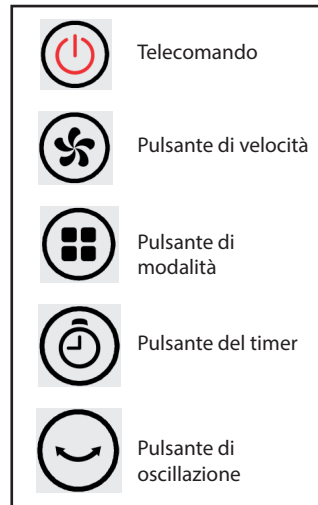 Telecomando
Pulsante di velocità
Pulsante di
modalità
Pulsante del timer
Pulsante di
oscillazione